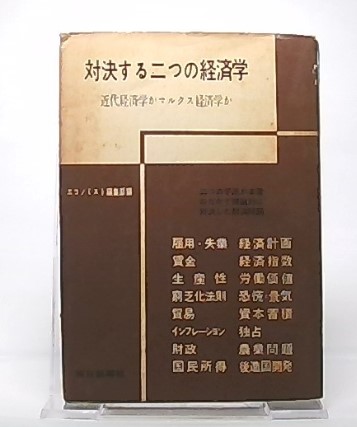 対決する二つの経済学
近代経済学かマルクス経済学か
エコノミスト編集部編
雇用・失業 経済計画
賃金 経済指数
生産性 労働価値
窮乏化法則 恐慌・景気
貿易 資本蓄積
インフレーション 独占
財政 農業問題
国民所得 後進国開発